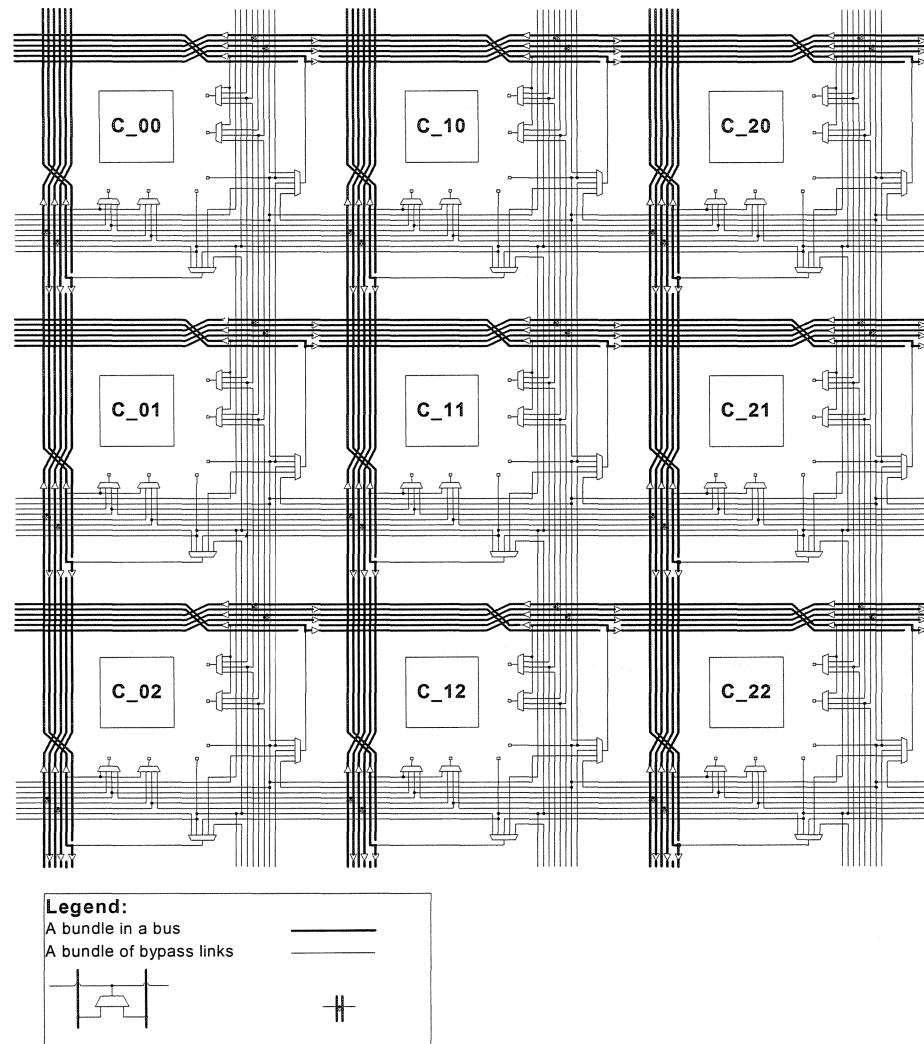 C_00 C_10 C_20
C_01 C_11 C_21
C_02 C_12 C_22
Legend:
A bundle in a bus
A bundle of bypass links